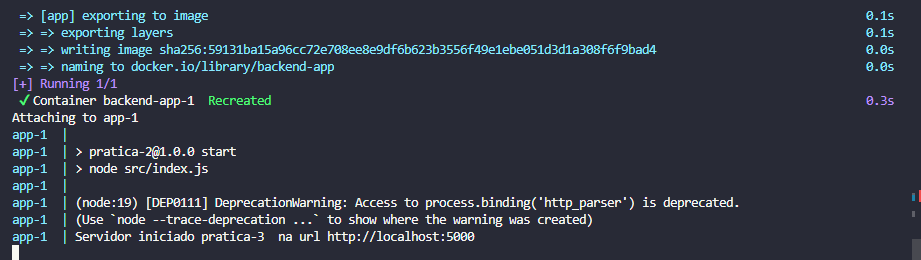 => [app] exporting to image 0.1s
=> => exporting layers 0.1s
=> => writing image sha256:59131ba15a96cc72e708ee8e9df6b623b3556f49e1ebe051d3d1a308f6f9bad4 0.0s
=> => naming to docker.io/library/backend-app 0.0s
[+] Running 1/1
✔Container backend-app-1  Recreated 0.3s
Attaching to app-1
app-1  |
app-1  | > pratica-2@1.0.0 start
app-1  | > node src/index.js
app-1  |
app-1  | (node:19) [DEP0111] DeprecationWarning: Access to process.binding('http_parser') is deprecated.
app-1  | (Use `node --trace-deprecation ...` to show where the warning was created)
app-1  | Servidor iniciado pratica-3  na url http://localhost:5000